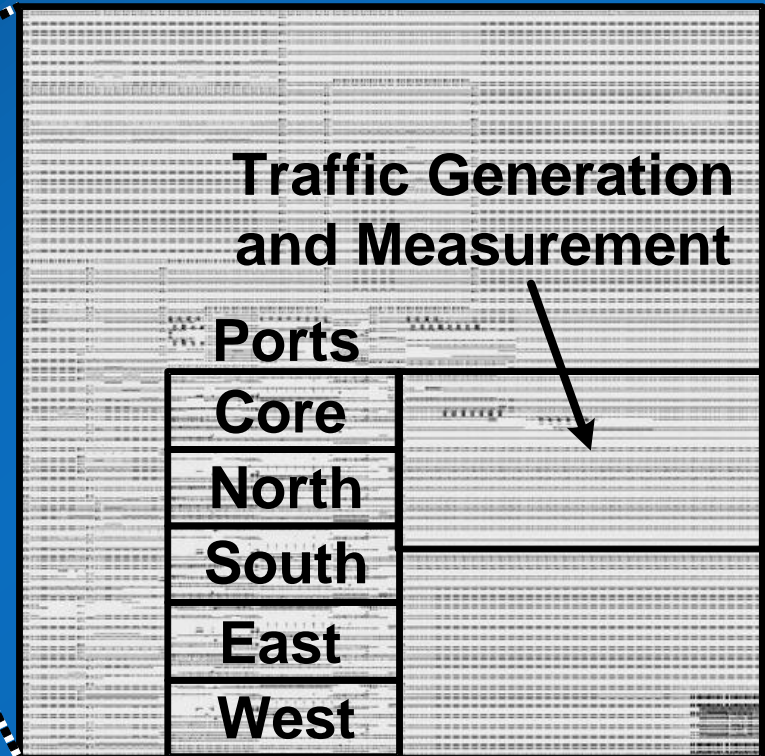 Traffic Generation
and Measurement
Ports
Core
North
South
East
West